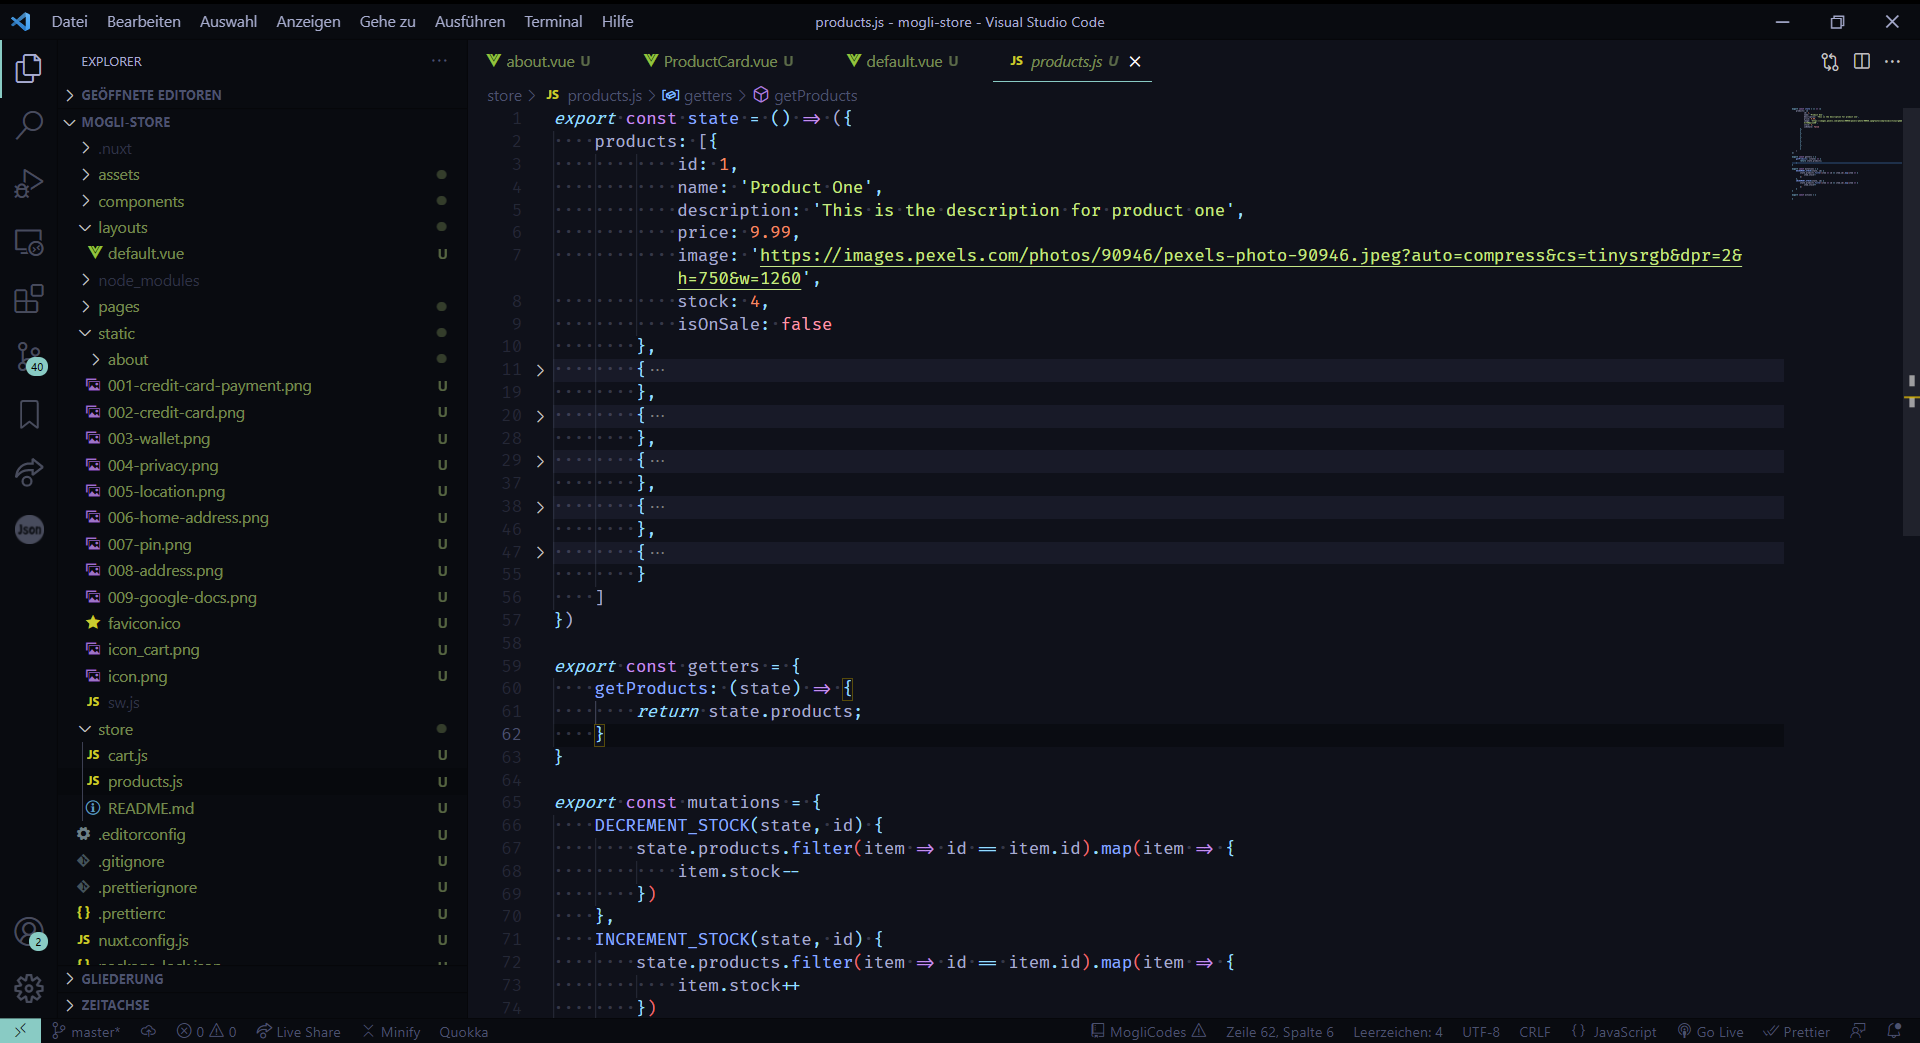 Datei Bearbeiten Auswahl Anzeigen Gehe zu Ausführen Terminal Hilfe
products.js - mogli-store - Visual Studio Code
EXPLORER
GEÖFFNETE EDITOREN
MOGLI-STORE
.nuxt
assets
components
layouts
default.vue U
node_modules
pages
static
about
001-credit-card-payment.png U
002-credit-card.png U
003-wallet.png U
004-privacy.png U
005-location.png U
006-home-address.png U
007-pin.png U
008-address.png U
009-google-docs.png U
favicon.ico U
icon_cart.png U
icon.png U
JS sw.js
store
JS cart.js U
JS products.js U
README.md U
.editorconfig U
.gitignore U
.prettierignore U
{} .prettierrc U
JS nuxt.config.js U
{} package-lock.json U
GLIEDERUNG
ZEITACHSE
40
Json
2
about.vue U ProductCard.vue U default.vue U JS products.js U
store > JS products.js > getters > getProducts
1 export const state = () => ({
2 products: [{
3 id: 1,
4 name: 'Product One',
5 description: 'This is the description for product one',
6 price: 9.99,
7 image: 'https://images.pexels.com/photos/90946/pexels-photo-90946.jpeg?auto=compress&cs=tinysrgb&dpr=2&
h=750&w=1260',
8 stock: 4,
9 isOnSale: false
10 },
11 { ...
19 },
20 { ...
28 },
29 { ...
37 },
38 { ...
46 },
47 { ...
55 }
56 ]
57 })
58
59 export const getters = {
60 getProducts: (state) => {
61 return state.products;
62 }
63 }
64
65 export const mutations = {
66 DECREMENT_STOCK(state, id) {
67 state.products.filter(item => id == item.id).map(item => {
68 item.stock--
69 })
70 },
71 INCREMENT_STOCK(state, id) {
72 state.products.filter(item => id == item.id).map(item => {
73 item.stock++
74 })
master* 0 0 Live Share Minify Quokka
MogliCodes Zeile 62, Spalte 6 Leerzeichen: 4 UTF-8 CRLF {} JavaScript Go Live Prettier